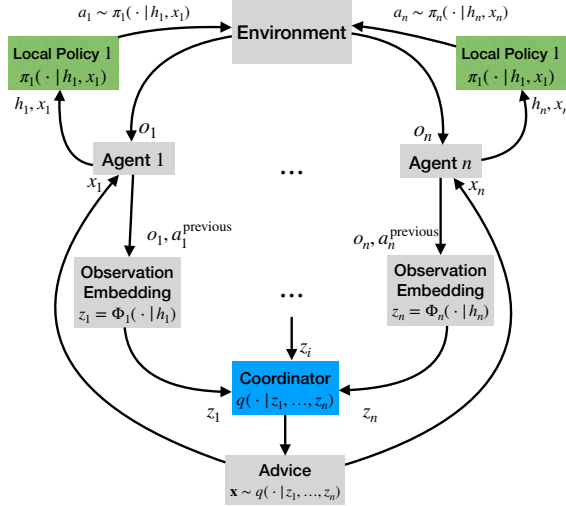 a₁ ∼ π₁( · | h₁, x₁)
aₙ ∼ πₙ( · | hₙ, xₙ)
Environment
Local Policy 1
π₁( · | h₁, x₁)
Local Policy 1
π₁( · | h₁, x₁)
h₁, x₁
hₙ, xₙ
o₁
oₙ
Agent 1
...
Agent n
x₁
xₙ
o₁, a₁^previous
oₙ, aₙ^previous
Observation
Embedding
z₁ = Φ₁( · | h₁)
...
Observation
Embedding
zₙ = Φₙ( · | hₙ)
zᵢ
Coordinator
q( · | z₁, …, zₙ)
z₁
zₙ
Advice
𝐱 ∼ q( · | z₁, …, zₙ)